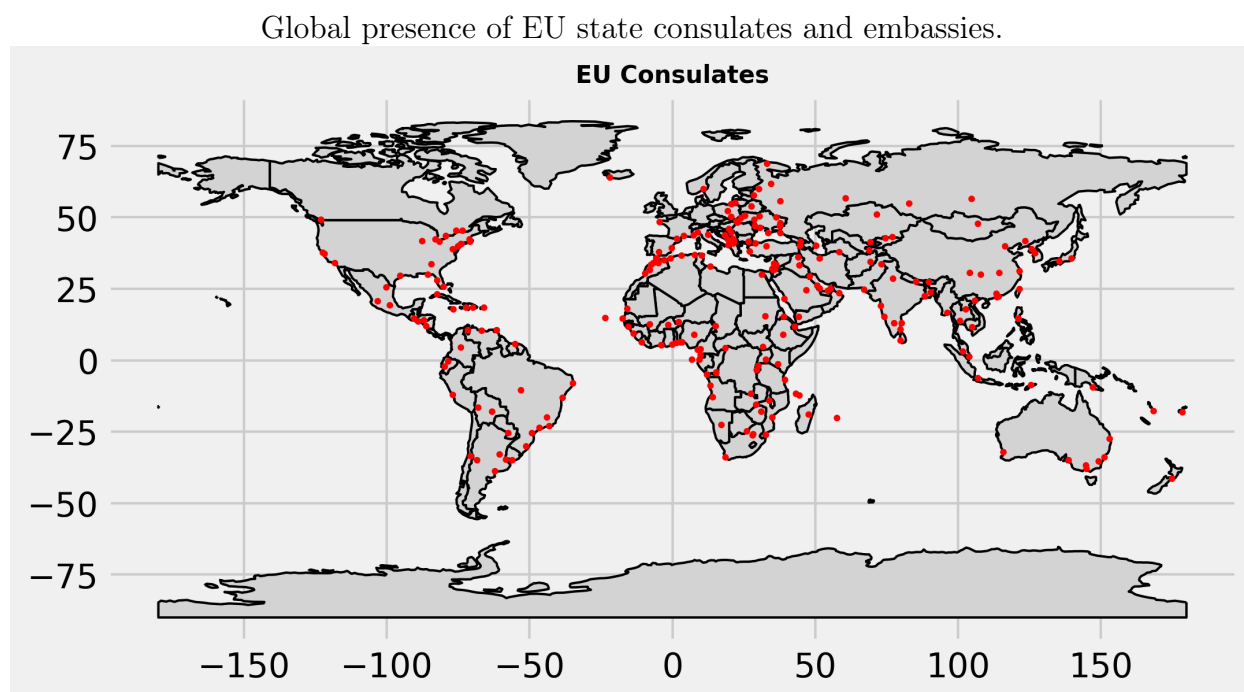 Global presence of EU state consulates and embassies.
EU Consulates
75
50
25
0
−25
−50
−75
−150 −100 −50 0 50 100 150